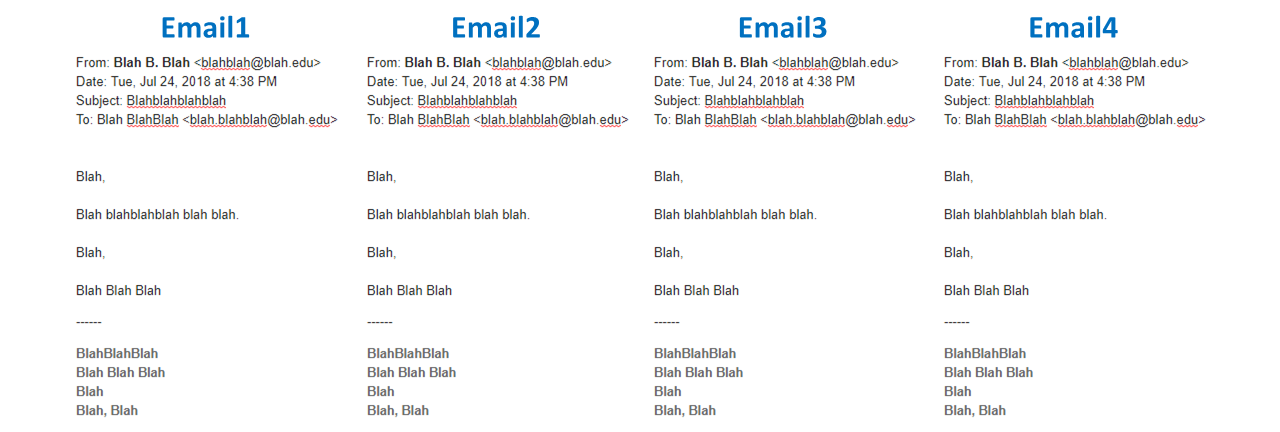 Email1
From: Blah B. Blah <blahblah@blah.edu>
Date: Tue, Jul 24, 2018 at 4:38 PM
Subject: Blahblahblahblah
To: Blah BlahBlah <blah.blahblah@blah.edu>
Blah,
Blah blahblahblah blah blah.
Blah,
Blah Blah Blah
------
BlahBlahBlah
Blah Blah Blah
Blah
Blah, Blah
Email2
From: Blah B. Blah <blahblah@blah.edu>
Date: Tue, Jul 24, 2018 at 4:38 PM
Subject: Blahblahblahblah
To: Blah BlahBlah <blah.blahblah@blah.edu>
Blah,
Blah blahblahblah blah blah.
Blah,
Blah Blah Blah
------
BlahBlahBlah
Blah Blah Blah
Blah
Blah, Blah
Email3
From: Blah B. Blah <blahblah@blah.edu>
Date: Tue, Jul 24, 2018 at 4:38 PM
Subject: Blahblahblahblah
To: Blah BlahBlah <blah.blahblah@blah.edu>
Blah,
Blah blahblahblah blah blah.
Blah,
Blah Blah Blah
------
BlahBlahBlah
Blah Blah Blah
Blah
Blah, Blah
Email4
From: Blah B. Blah <blahblah@blah.edu>
Date: Tue, Jul 24, 2018 at 4:38 PM
Subject: Blahblahblahblah
To: Blah BlahBlah <blah.blahblah@blah.edu>
Blah,
Blah blahblahblah blah blah.
Blah,
Blah Blah Blah
------
BlahBlahBlah
Blah Blah Blah
Blah
Blah, Blah